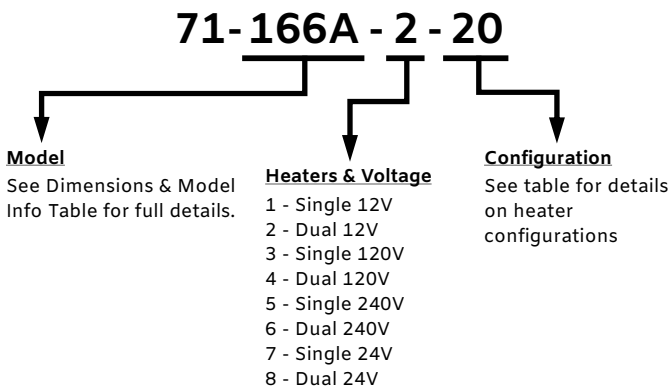 71-166A - 2 - 20
Model
See Dimensions & Model
Info Table for full details.
Heaters & Voltage
1 - Single 12V
2 - Dual 12V
3 - Single 120V
4 - Dual 120V
5 - Single 240V
6 - Dual 240V
7 - Single 24V
8 - Dual 24V
Configuration
See table for details
on heater
configurations